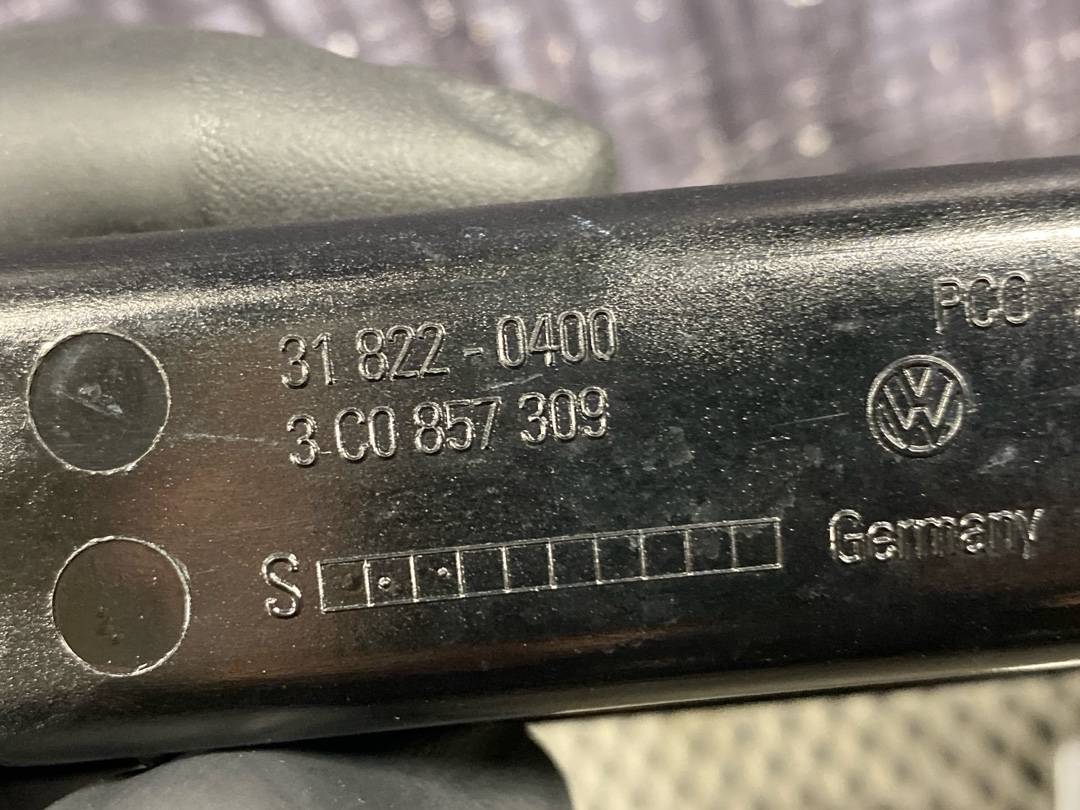 PCO
31 822-0400
3 C0 857 309
VW
Germany
S